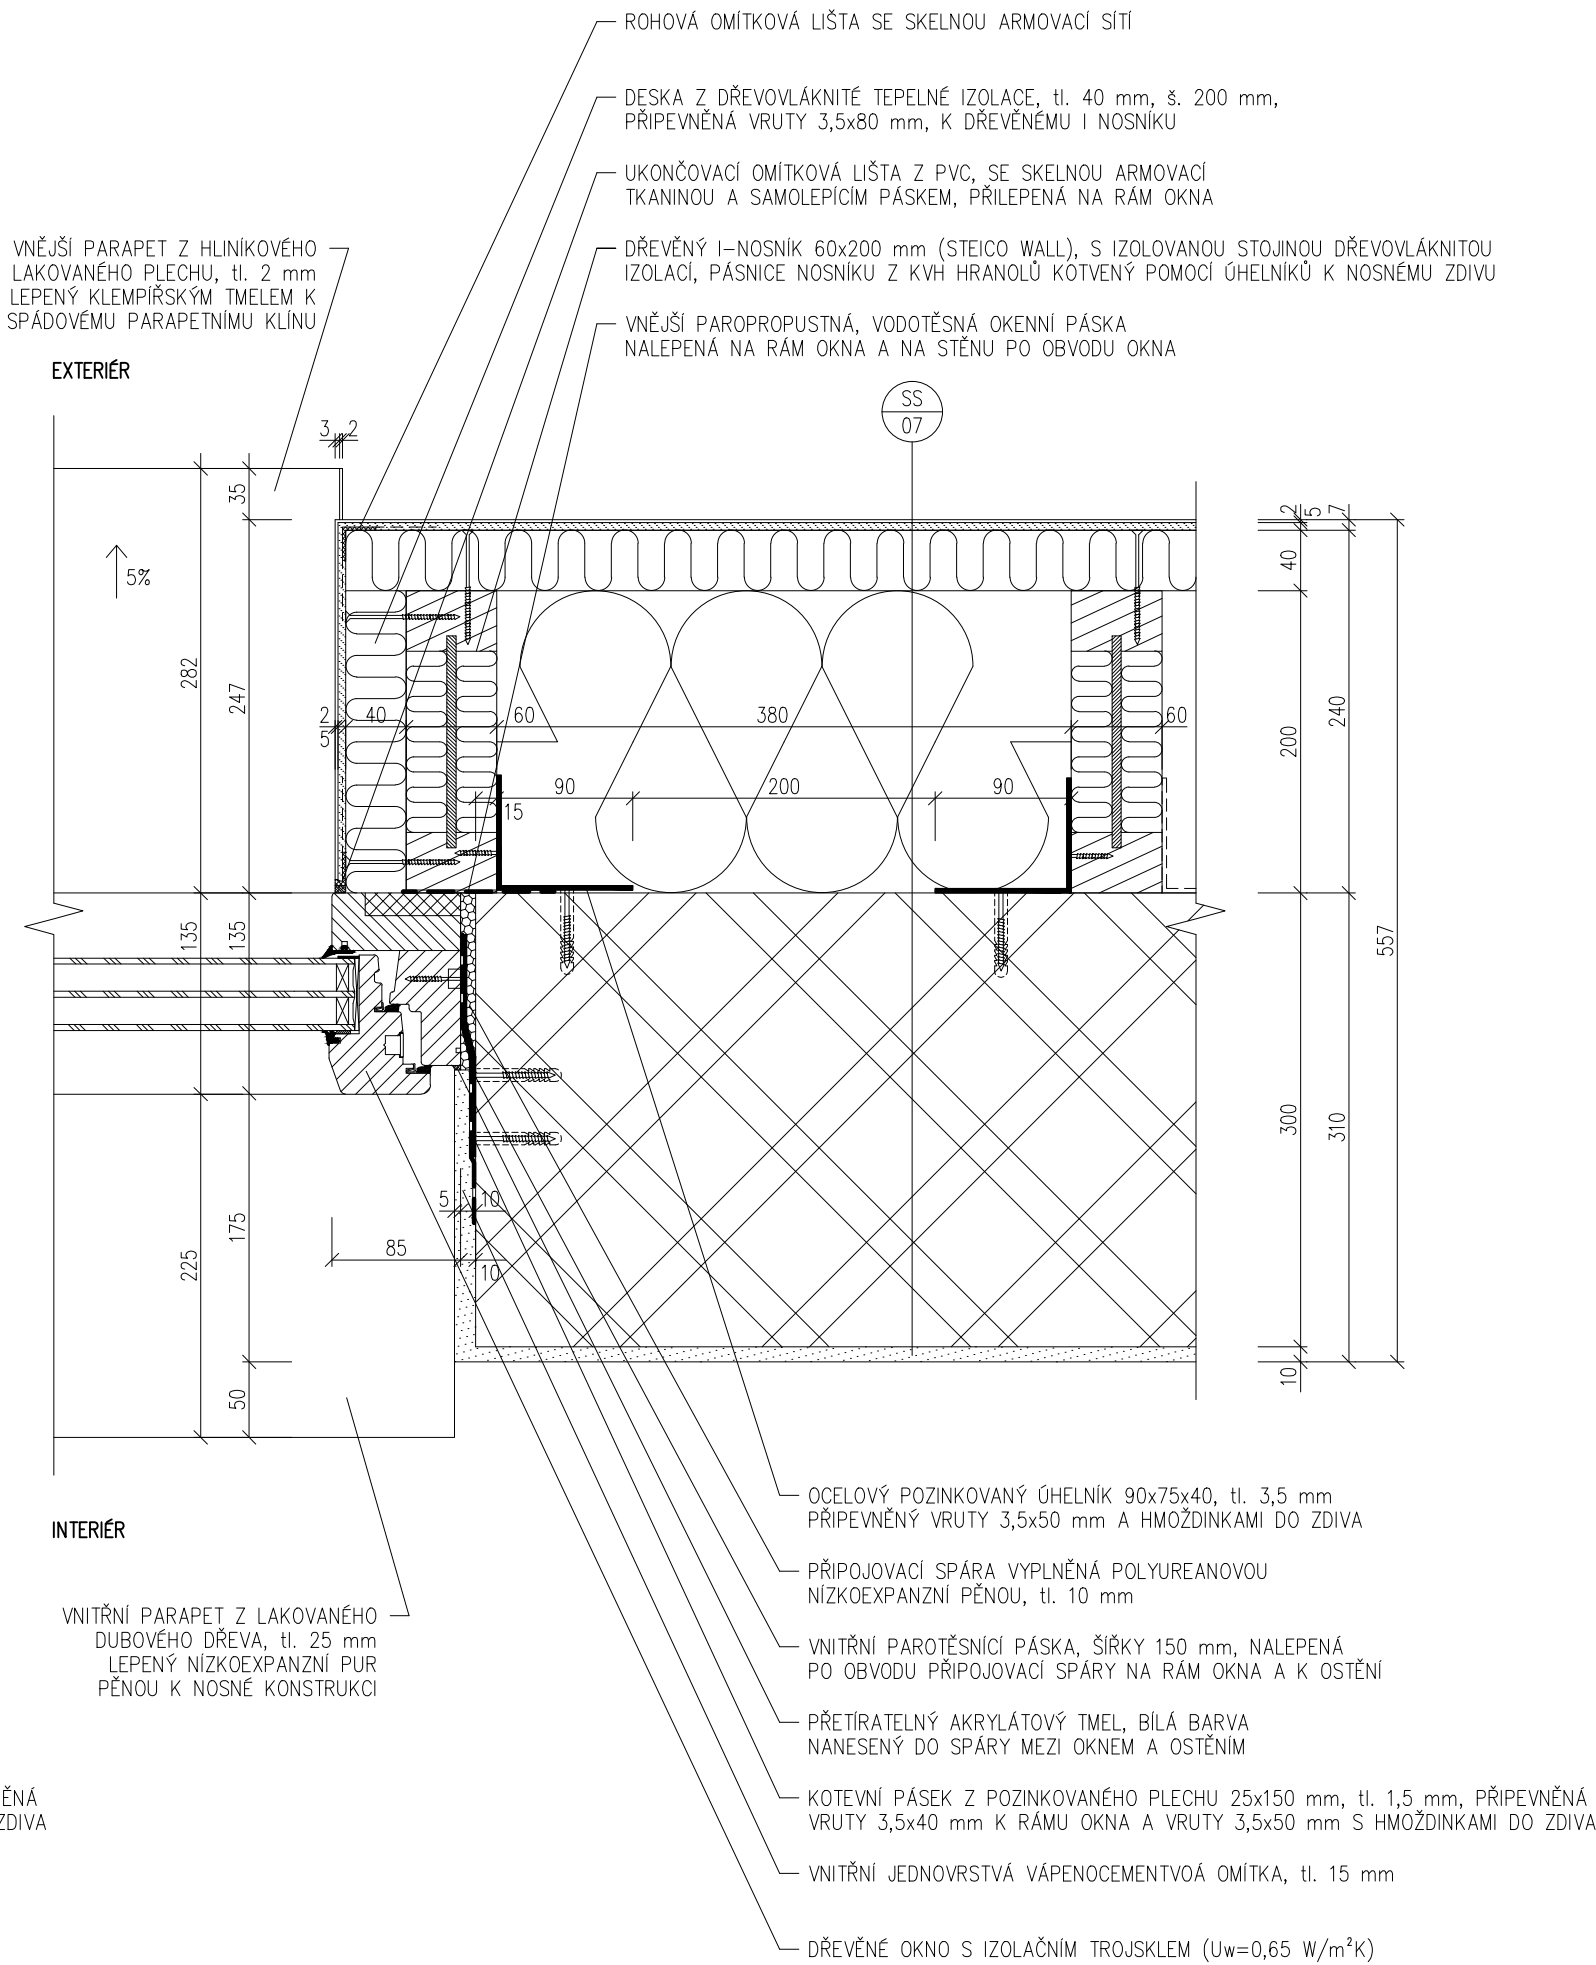 ROHOVÁ OMÍTKOVÁ LIŠTA SE SKELNOU ARMOVACÍ SÍTÍ
DESKA Z DŘEVOVLÁKNITÉ TEPELNÉ IZOLACE, tl. 40 mm, š. 200 mm,
PŘIPEVNĚNÁ VRUTY 3,5x80 mm, K DŘEVĚNÉMU I NOSNÍKU
UKONČOVACÍ OMÍTKOVÁ LIŠTA Z PVC, SE SKELNOU ARMOVACÍ
TKANINOU A SAMOLEPÍCÍM PÁSKEM, PŘILEPENÁ NA RÁM OKNA
DŘEVĚNÝ I-NOSNÍK 60x200 mm (STEICO WALL), S IZOLOVANOU STOJINOU DŘEVOVLÁKNITOU
IZOLACÍ, PÁSNICE NOSNÍKU Z KVH HRANOLŮ KOTVENÝ POMOCÍ ÚHELNÍKŮ K NOSNÉMU ZDIVU
VNĚJŠÍ PAROPROPUSTNÁ, VODOTĚSNÁ OKENNÍ PÁSKA
NALEPENÁ NA RÁM OKNA A NA STĚNU PO OBVODU OKNA
VNĚJŠÍ PARAPET Z HLINÍKOVÉHO
LAKOVANÉHO PLECHU, tl. 2 mm
LEPENÝ KLEMPÍŘSKÝM TMELEM K
SPÁDOVÉMU PARAPETNÍMU KLÍNU
EXTERIÉR
SS
07
3 2
35
2
5
7
40
5%
282
247
2
5
40
60
380
60
200
240
90
200
90
15
135
135
557
300
310
5
10
85
10
175
225
50
10
INTERIÉR
OCELOVÝ POZINKOVANÝ ÚHELNÍK 90x75x40, tl. 3,5 mm
PŘIPEVNĚNÝ VRUTY 3,5x50 mm A HMOŽDINKAMI DO ZDIVA
PŘIPOJOVACÍ SPÁRA VYPLNĚNÁ POLYUREANOVOU
NÍZKOEXPANZNÍ PĚNOU, tl. 10 mm
VNITŘNÍ PARAPET Z LAKOVANÉHO
DUBOVÉHO DŘEVA, tl. 25 mm
LEPENÝ NÍZKOEXPANZNÍ PUR
PĚNOU K NOSNÉ KONSTRUKCI
VNITŘNÍ PAROTĚSNÍCÍ PÁSKA, ŠÍŘKY 150 mm, NALEPENÁ
PO OBVODU PŘIPOJOVACÍ SPÁRY NA RÁM OKNA A K OSTĚNÍ
PŘETÍRATELNÝ AKRYLÁTOVÝ TMEL, BÍLÁ BARVA
NANESENÝ DO SPÁRY MEZI OKNEM A OSTĚNÍM
ĚNÁ
ZDIVA
KOTEVNÍ PÁSEK Z POZINKOVANÉHO PLECHU 25x150 mm, tl. 1,5 mm, PŘIPEVNĚNÁ
VRUTY 3,5x40 mm K RÁMU OKNA A VRUTY 3,5x50 mm S HMOŽDINKAMI DO ZDIVA
VNITŘNÍ JEDNOVRSTVÁ VÁPENOCEMENTVOÁ OMÍTKA, tl. 15 mm
DŘEVĚNÉ OKNO S IZOLAČNÍM TROJSKLEM (Uw=0,65 W/m²K)